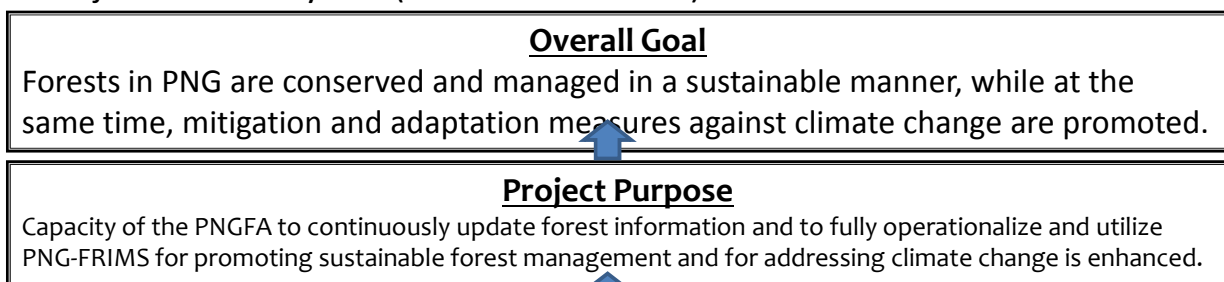 Overall Goal
Forests in PNG are conserved and managed in a sustainable manner, while at the
same time, mitigation and adaptation measures against climate change are promoted.
Project Purpose
Capacity of the PNGFA to continuously update forest information and to fully operationalize and utilize
PNG-FRIMS for promoting sustainable forest management and for addressing climate change is enhanced.